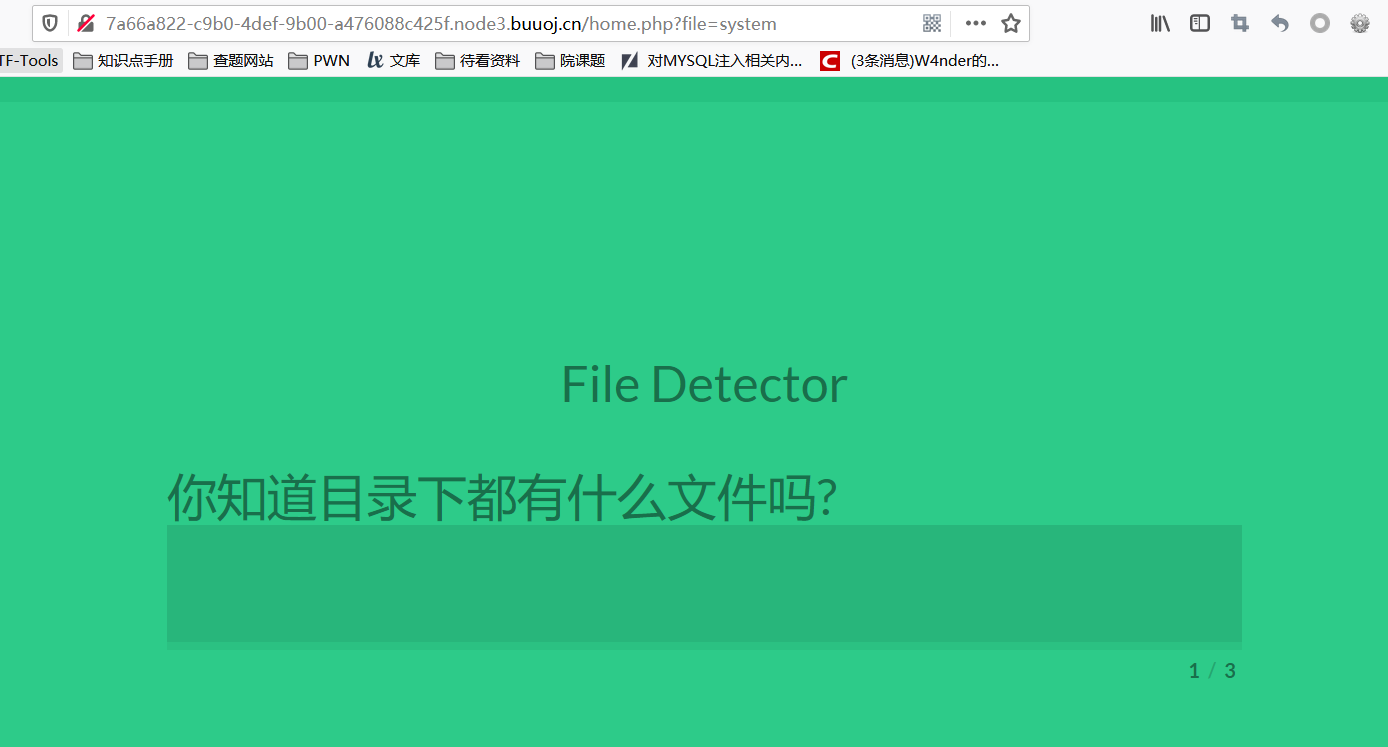 7a66a822-c9b0-4def-9b00-a476088c425f.node3.buuoj.cn/home.php?file=system
TF-Tools 知识点手册 查题网站 PWN lx 文库 待看资料 院课题 对MYSQL注入相关内... C (3条消息)W4nder的...
File Detector
你知道目录下都有什么文件吗?
1 / 3